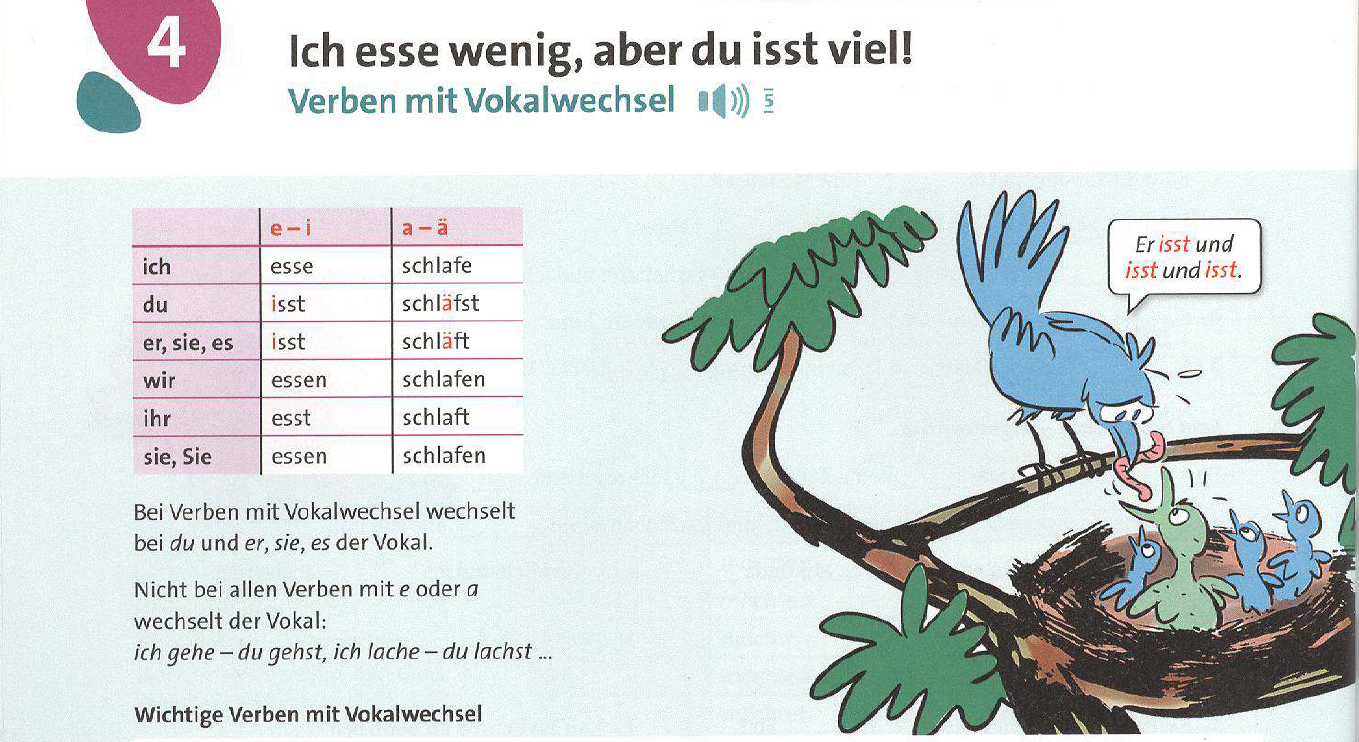 4
Ich esse wenig, aber du isst viel!
Verben mit Vokalwechsel 5
e – i a – ä
ich esse schlafe
du isst schläfst
er, sie, es isst schläft
wir essen schlafen
ihr esst schlaft
sie, Sie essen schlafen
Bei Verben mit Vokalwechsel wechselt
bei du und er, sie, es der Vokal.
Nicht bei allen Verben mit e oder a
wechselt der Vokal:
ich gehe – du gehst, ich lache – du lachst ...
Wichtige Verben mit Vokalwechsel
Er isst und
isst und isst.